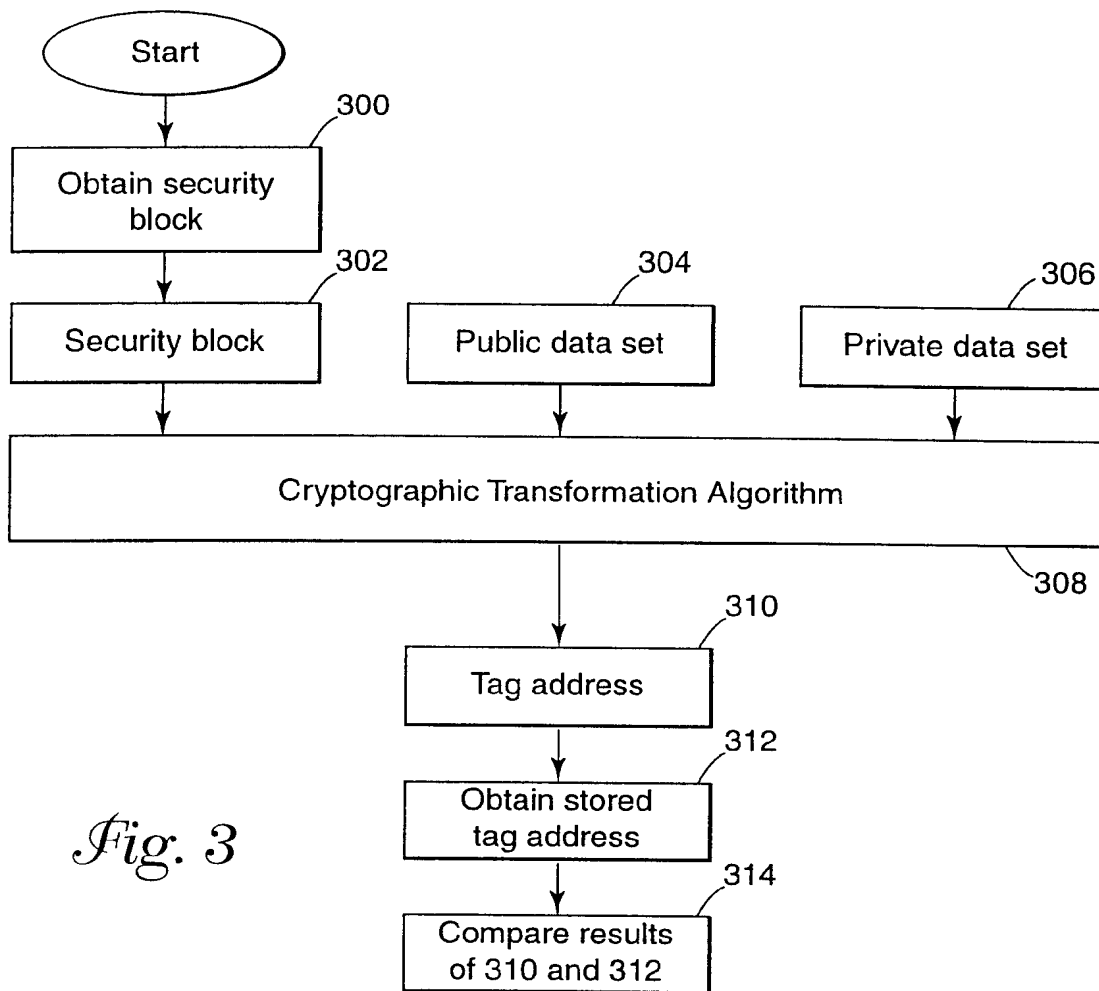 Start
300
Obtain security
block
302
304
306
Security block
Public data set
Private data set
Cryptographic Transformation Algorithm
308
310
Tag address
312
Obtain stored
tag address
Fig. 3
314
Compare results
of 310 and 312